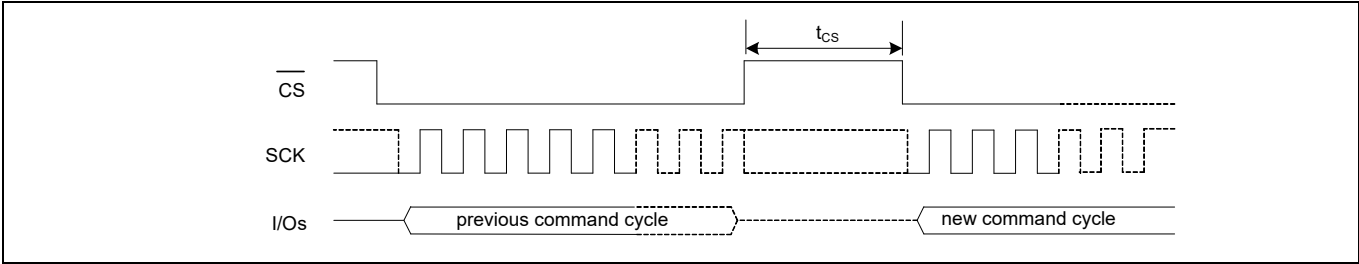 tCS
CS
SCK
I/Os
previous command cycle
new command cycle